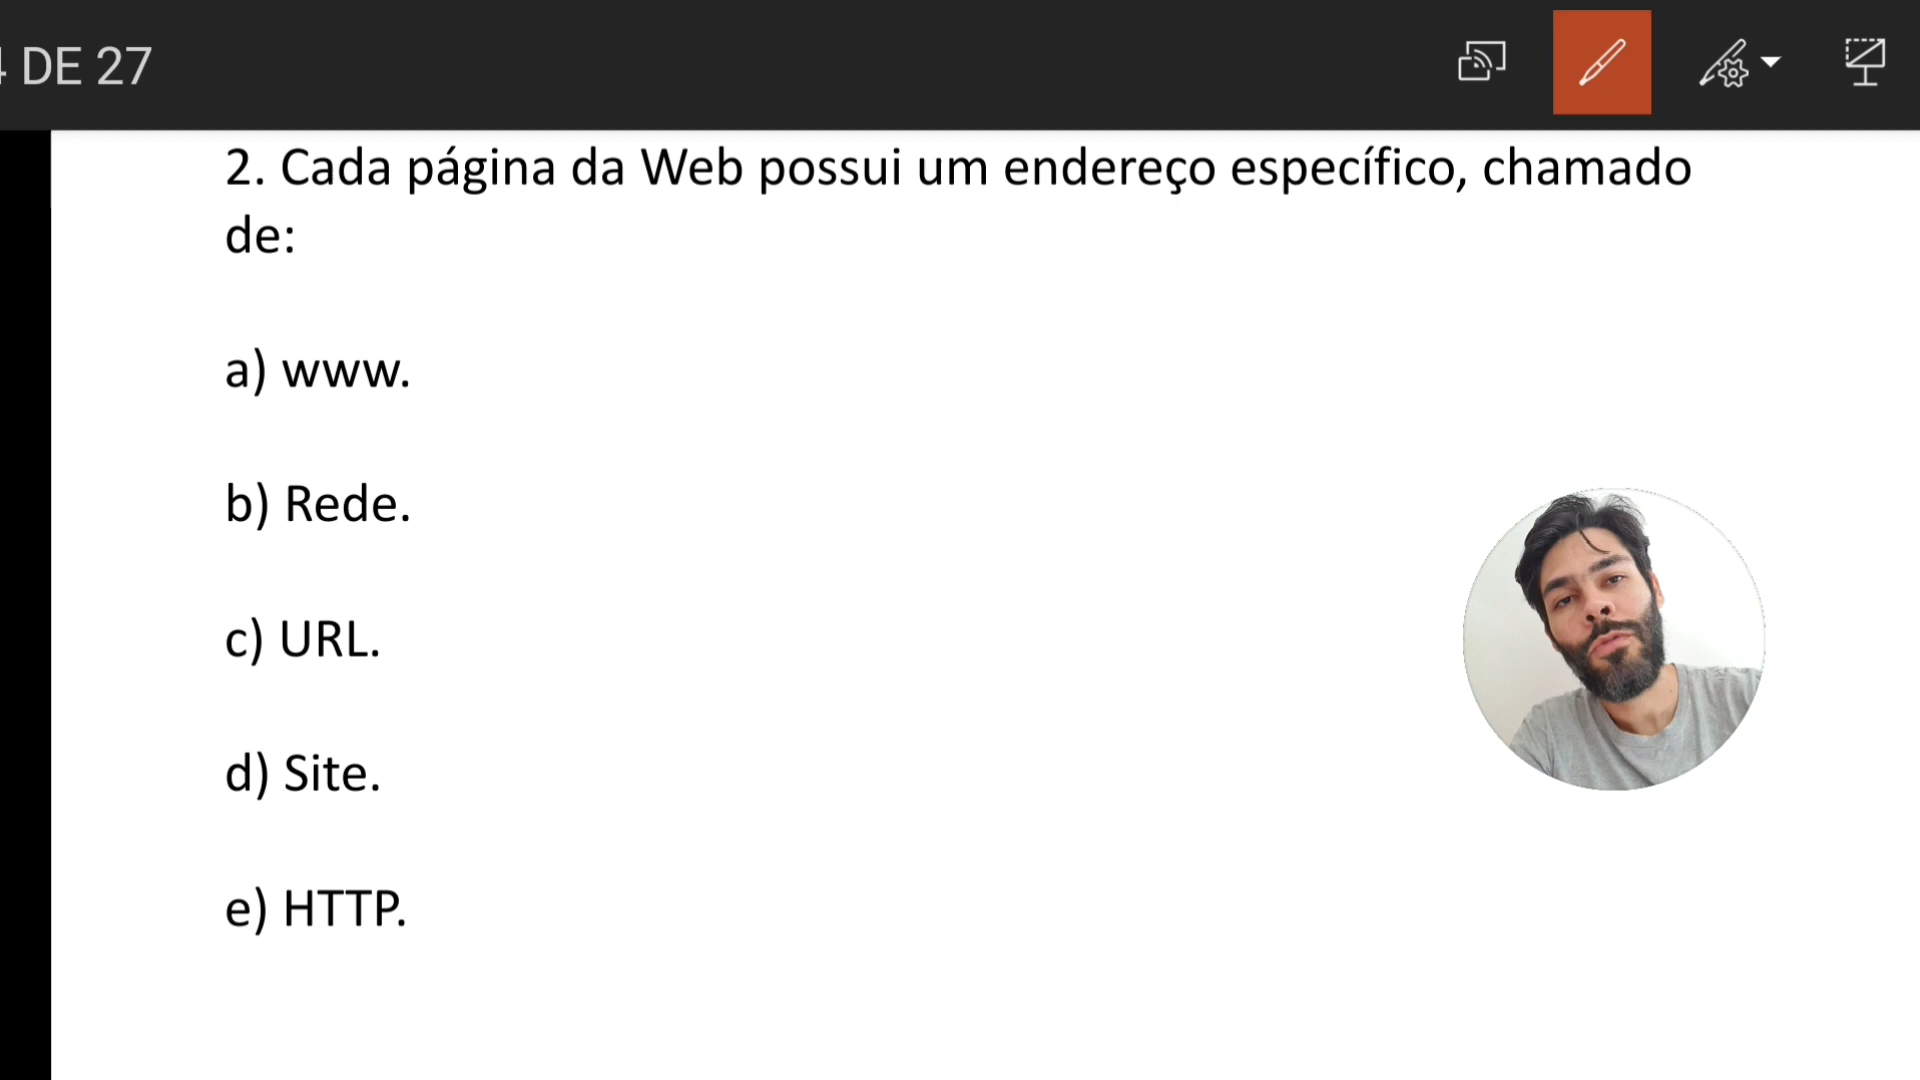 DE 27
2. Cada página da Web possui um endereço específico, chamado
de:
a) www.
b) Rede.
c) URL.
d) Site.
e) HTTP.